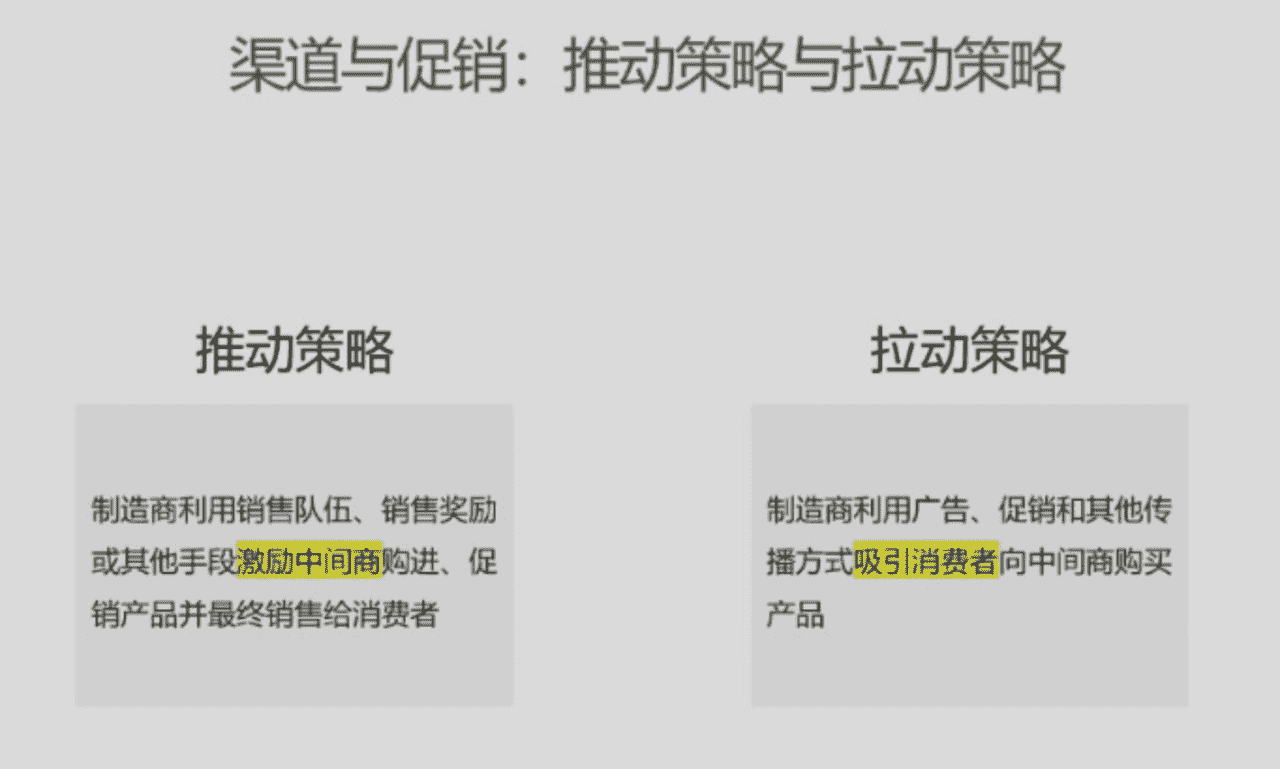 渠道与促销：推动策略与拉动策略
推动策略
制造商利用销售队伍、销售奖励
或其他手段激励中间商购进、促
销产品并最终销售给消费者
拉动策略
制造商利用广告、促销和其他传
播方式吸引消费者向中间商购买
产品